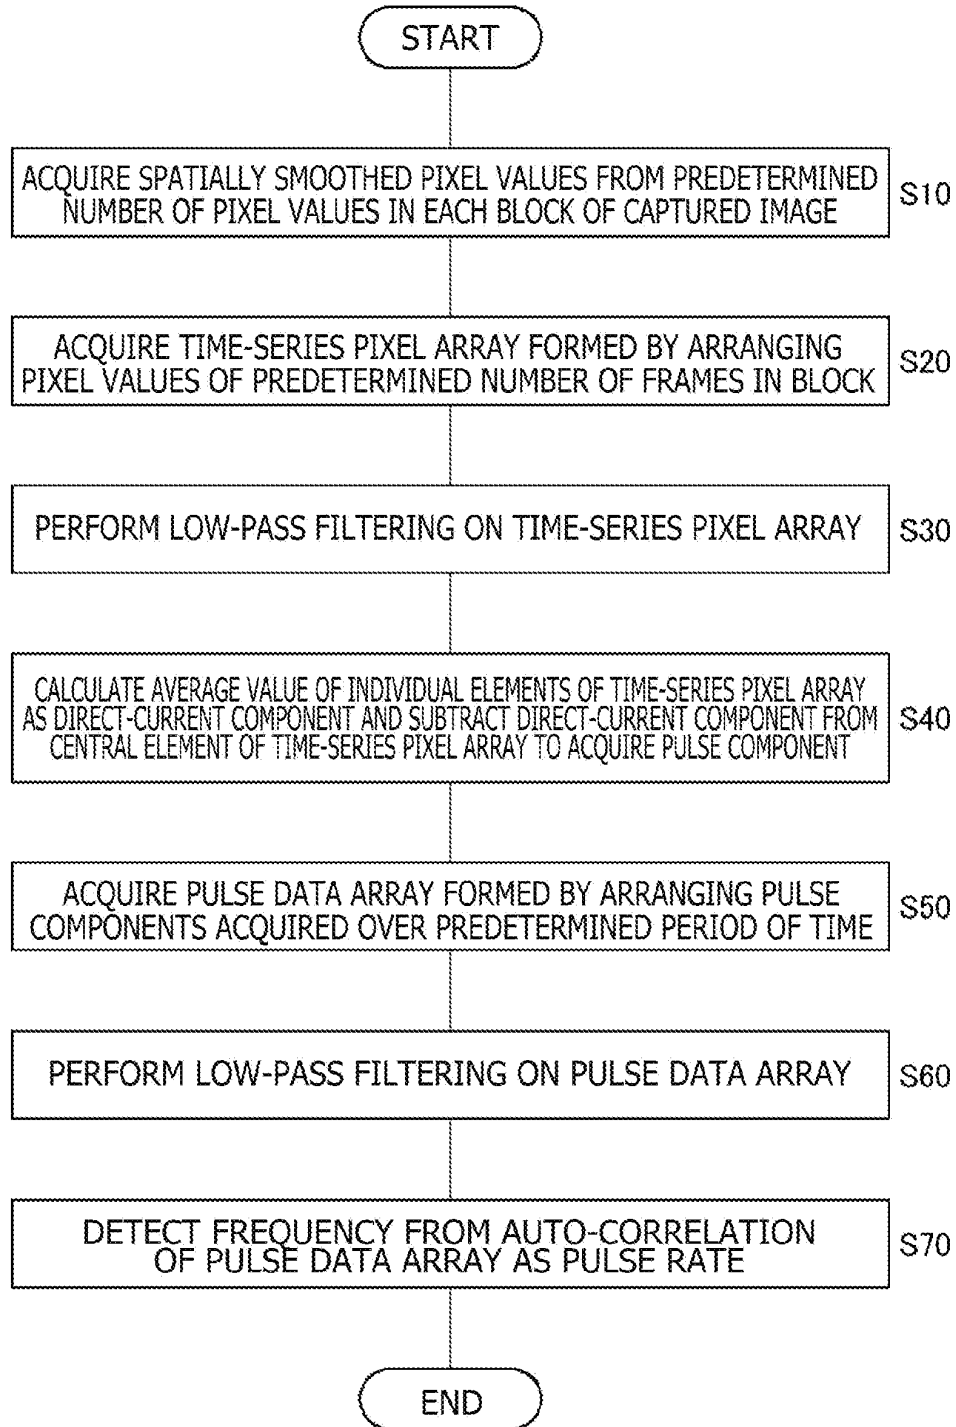 START
ACQUIRE SPATIALLY SMOOTHED PIXEL VALUES FROM PREDETERMINED
NUMBER OF PIXEL VALUES IN EACH BLOCK OF CAPTURED IMAGE
S10
ACQUIRE TIME-SERIES PIXEL ARRAY FORMED BY ARRANGING
PIXEL VALUES OF PREDETERMINED NUMBER OF FRAMES IN BLOCK
S20
PERFORM LOW-PASS FILTERING ON TIME-SERIES PIXEL ARRAY
S30
CALCULATE AVERAGE VALUE OF INDIVIDUAL ELEMENTS OF TIME-SERIES PIXEL ARRAY
AS DIRECT-CURRENT COMPONENT AND SUBTRACT DIRECT-CURRENT COMPONENT FROM
CENTRAL ELEMENT OF TIME-SERIES PIXEL ARRAY TO ACQUIRE PULSE COMPONENT
S40
ACQUIRE PULSE DATA ARRAY FORMED BY ARRANGING PULSE
COMPONENTS ACQUIRED OVER PREDETERMINED PERIOD OF TIME
S50
PERFORM LOW-PASS FILTERING ON PULSE DATA ARRAY
S60
DETECT FREQUENCY FROM AUTO-CORRELATION
OF PULSE DATA ARRAY AS PULSE RATE
S70
END